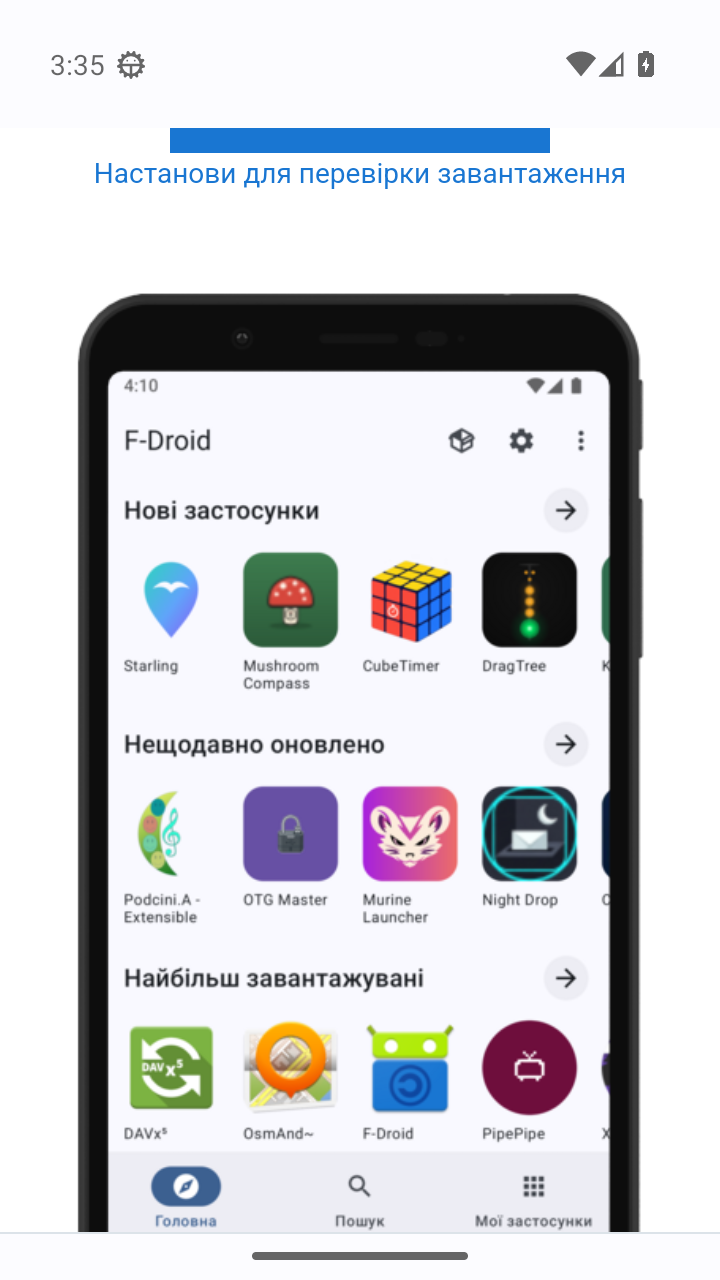 3:35
Настанови для перевірки завантаження
4:10
F-Droid
Нові застосунки
Starling
Mushroom Compass
CubeTimer
DragTree
Нещодавно оновлено
Podcini.A - Extensible
OTG Master
Murine Launcher
Night Drop
Найбільш завантажувані
DAVx⁵
DAVx⁵
OsmAnd~
F-Droid
PipePipe
Головна
Пошук
Мої застосунки